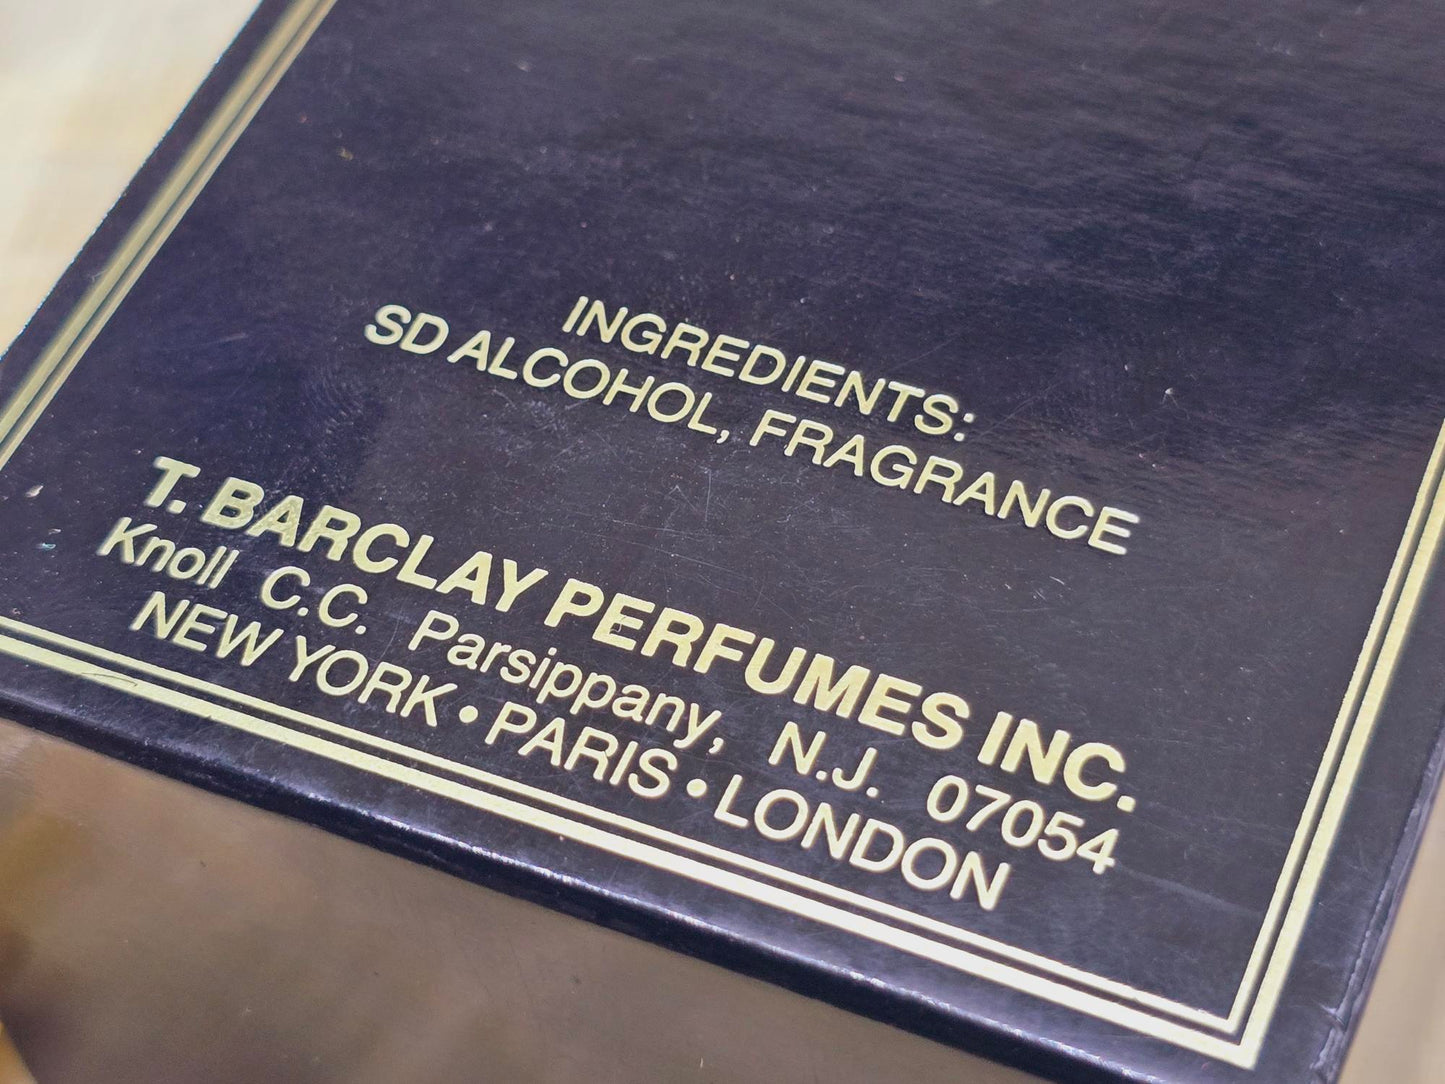 INGREDIENTS:
SD ALCOHOL, FRAGRANCE
T. BARCLAY PERFUMES INC.
Knoll C.C. Parsippany, N.J. 07054
NEW YORK • PARIS • LONDON